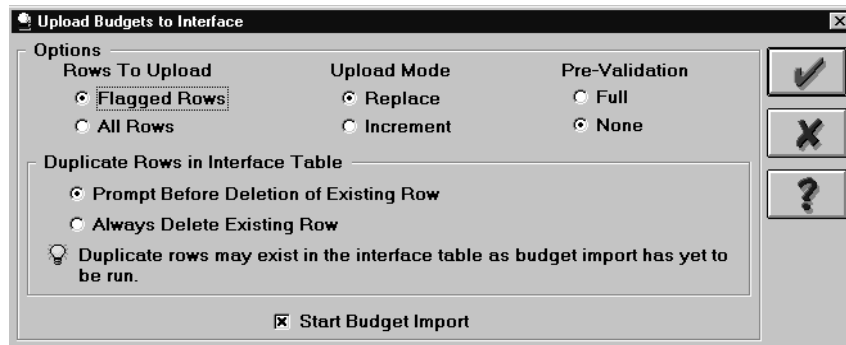 Upload Budgets to Interface
Options
Rows To Upload Upload Mode Pre-Validation
Flagged Rows Replace Full
All Rows Increment None
Duplicate Rows in Interface Table
Prompt Before Deletion of Existing Row
Always Delete Existing Row
Duplicate rows may exist in the interface table as budget import has yet to
be run.
Start Budget Import